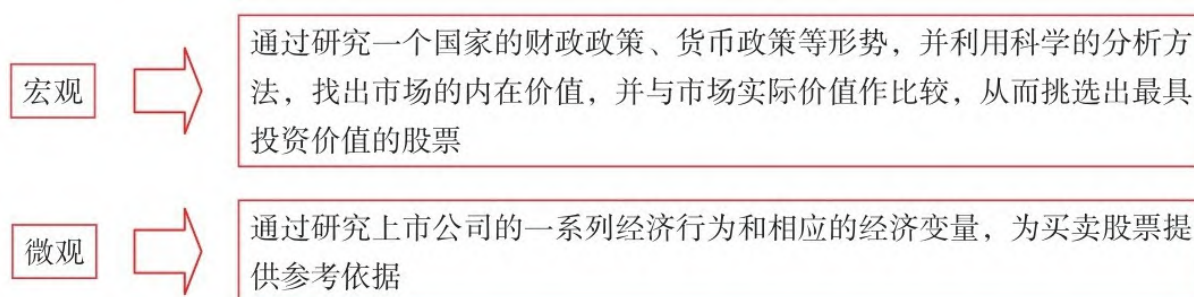 宏观
通过研究一个国家的财政政策、货币政策等形势，并利用科学的分析方
法，找出市场的内在价值，并与市场实际价值作比较，从而挑选出最具
投资价值的股票
微观
通过研究上市公司的一系列经济行为和相应的经济变量，为买卖股票提
供参考依据